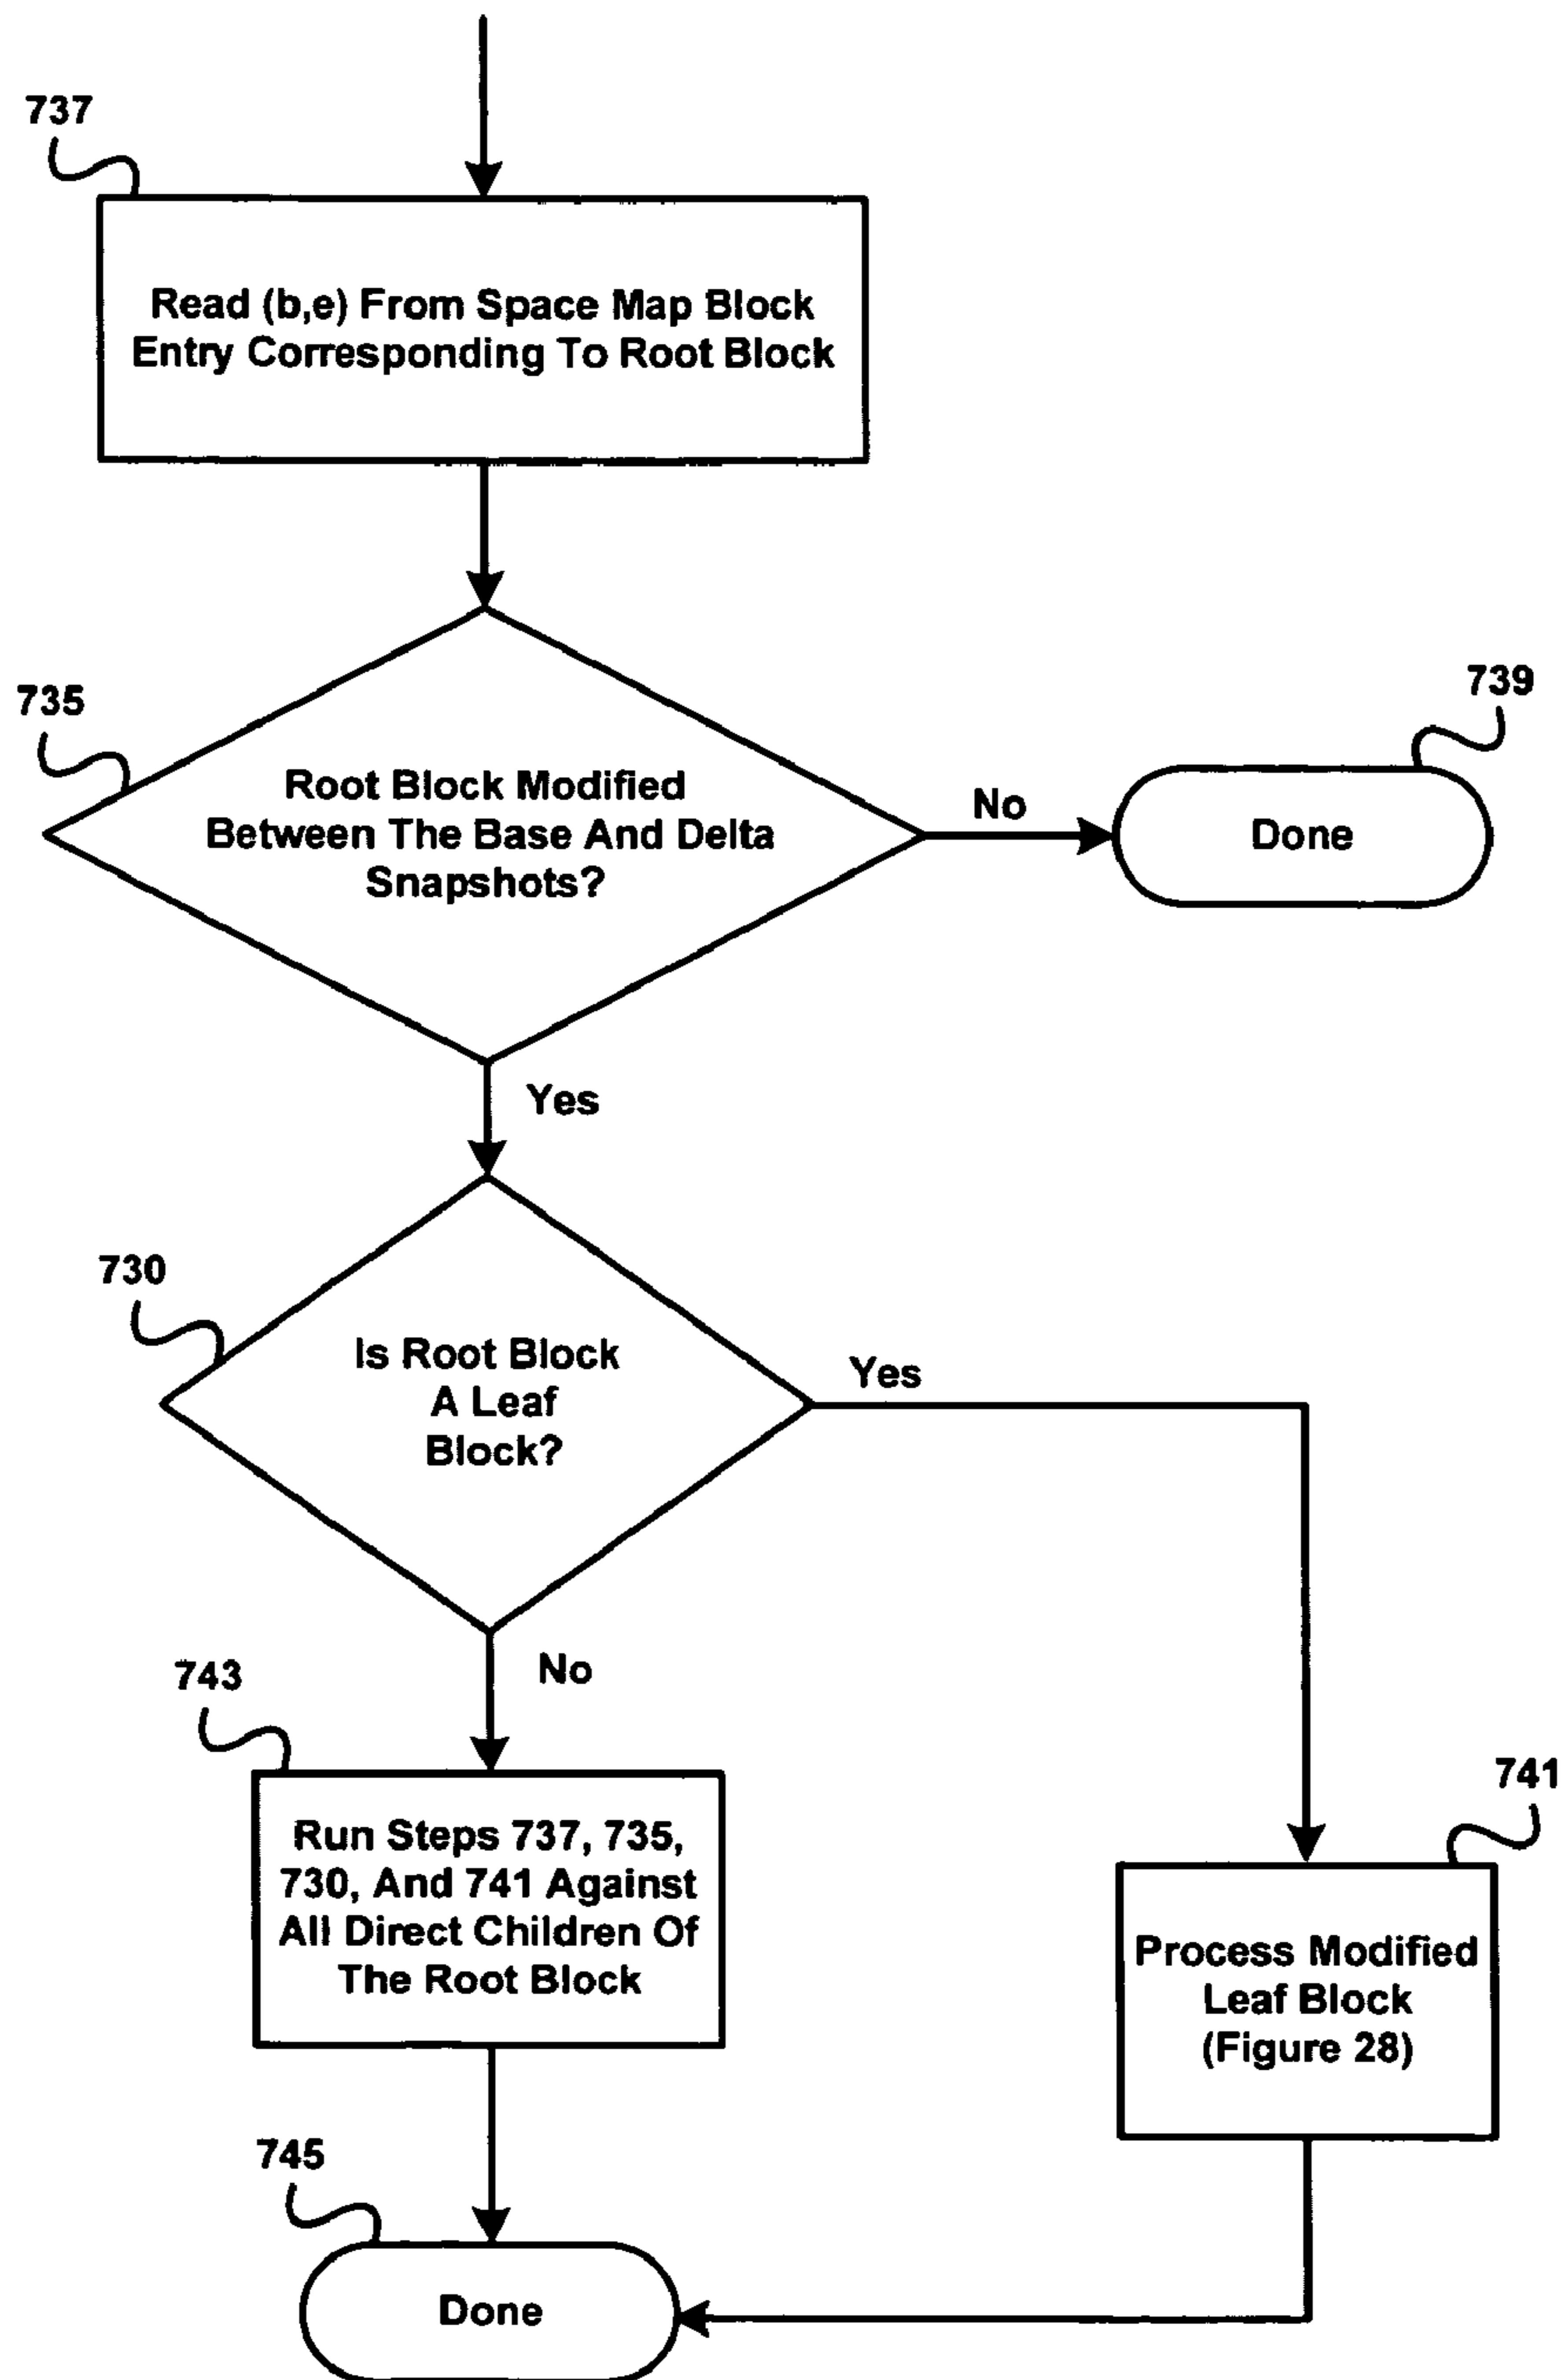 737
Read (b,e) From Space Map Block
Entry Corresponding To Root Block
735
Root Block Modified
Between The Base And Delta
Snapshots?
No
739
Done
Yes
730
Is Root Block
A Leaf
Block?
Yes
No
743
Run Steps 737, 735,
730, And 741 Against
All Direct Children Of
The Root Block
741
Process Modified
Leaf Block
(Figure 28)
745
Done